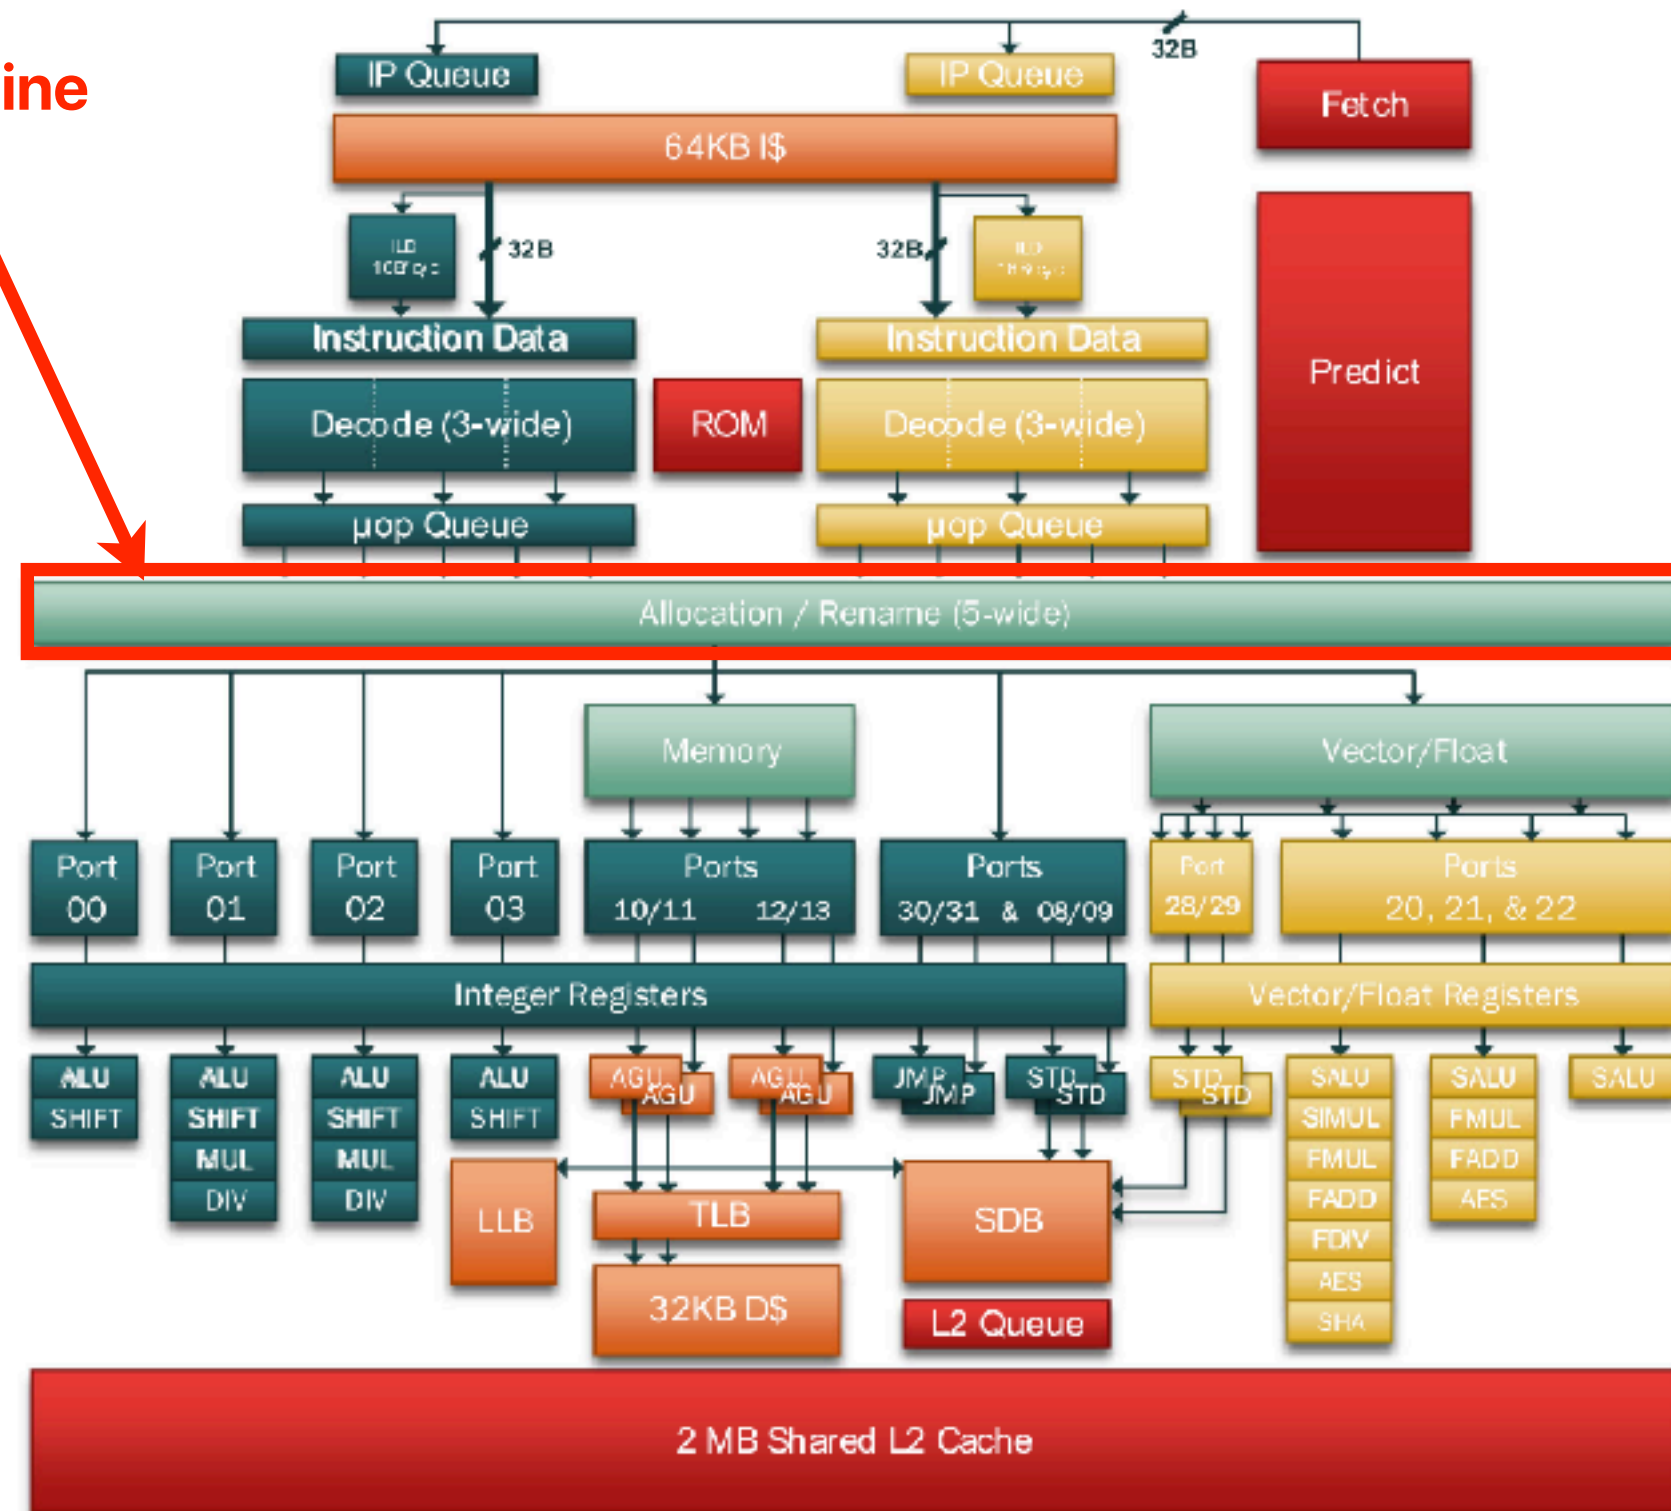 32B
IP Queue
IP Queue
ine
Fetch
64KB I$
ILD
32B
32B
ILD
Instruction Data
Instruction Data
Predict
Decode (3-wide)
ROM
Decode (3-wide)
µop Queue
µop Queue
Allocation / Rename (5-wide)
Memory
Vector/Float
Port
00
Port
01
Port
02
Port
03
Ports
10/11 12/13
Ports
30/31 & 08/09
Port
28/29
Ports
20, 21, & 22
Integer Registers
Vector/Float Registers
ALU
SHIFT
ALU
SHIFT
MUL
DIV
ALU
SHIFT
MUL
DIV
ALU
SHIFT
AGU
AGU
AGU
AGU
JMP
JMP
STD
STD
STD
STD
SALU
SIMUL
FMUL
FADD
FDIV
AES
SHA
SALU
FMUL
FADD
AES
SALU
LLB
TLB
SDB
32KB D$
L2 Queue
2 MB Shared L2 Cache